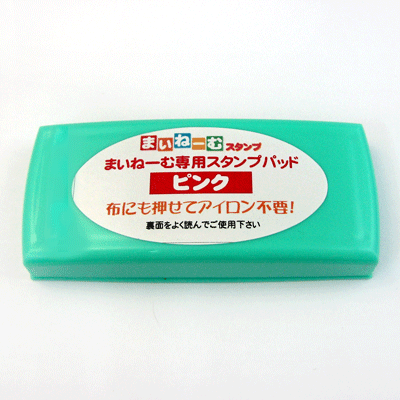 まいねーむスタンプ
まいねーむ専用スタンプパッド
ピンク
布にも押せてアイロン不要!
裏面をよく読んでご使用下さい